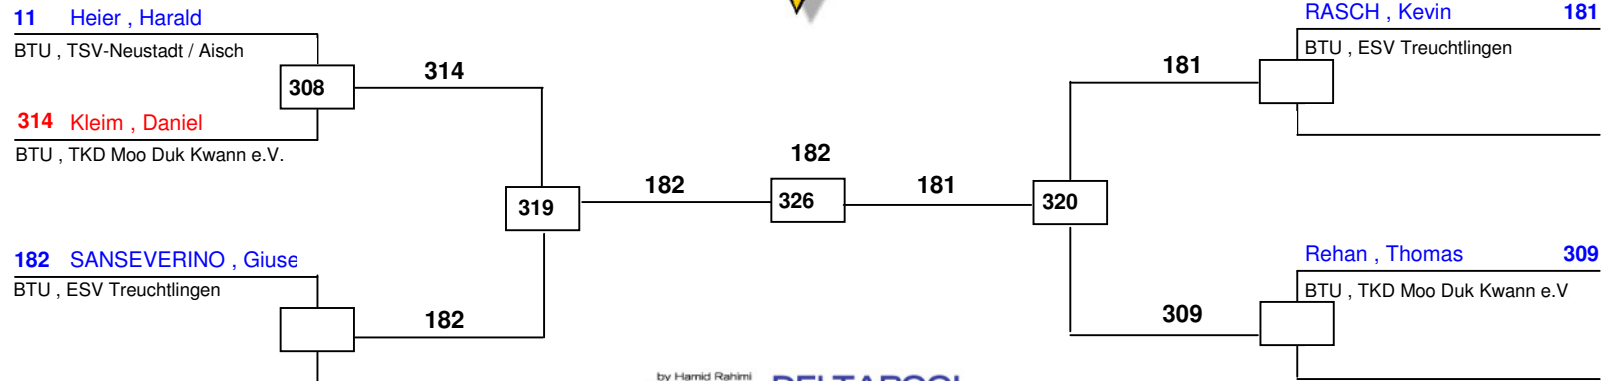 11 Heier , Harald
BTU , TSV-Neustadt / Aisch
308
314
314 Kleim , Daniel
BTU , TKD Moo Duk Kwann e.V.
319
182
182 SANSEVERINO , Giuse
BTU , ESV Treuchtlingen
182
182
326
181
320
RASCH , Kevin 181
BTU , ESV Treuchtlingen
181
Rehan , Thomas 309
BTU , TKD Moo Duk Kwann e.V
309
by Hamid Rahimi
DELTAPOOL